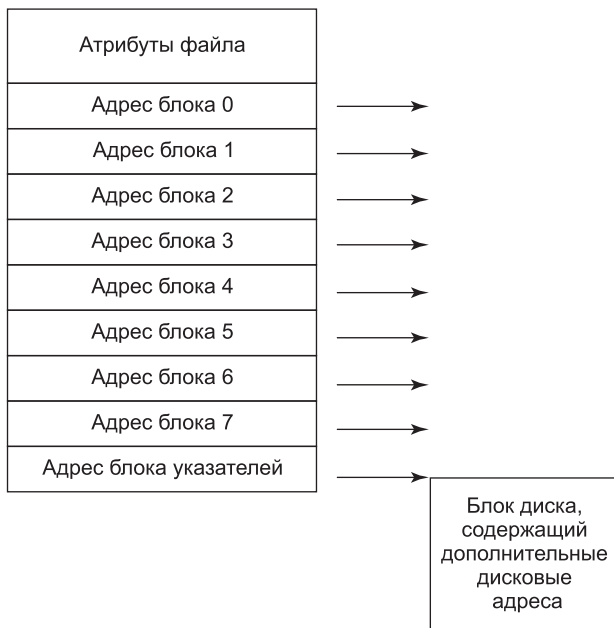 Атрибуты файла
Адрес блока 0
Адрес блока 1
Адрес блока 2
Адрес блока 3
Адрес блока 4
Адрес блока 5
Адрес блока 6
Адрес блока 7
Адрес блока указателей
Блок диска,
содержащий
дополнительные
дисковые
адреса